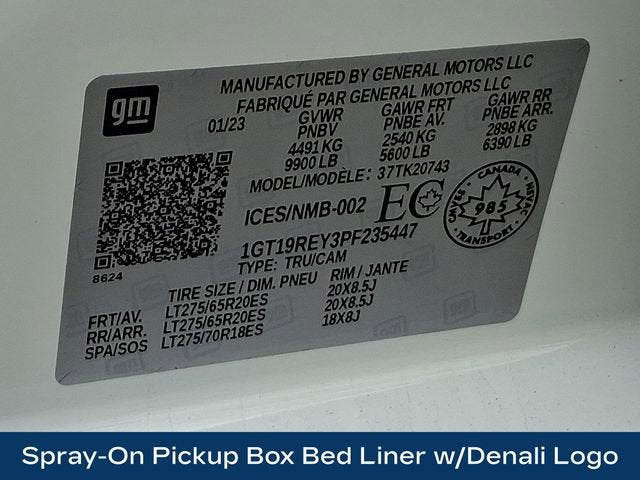 gm
MANUFACTURED BY GENERAL MOTORS LLC
FABRIQUÉ PAR GENERAL MOTORS LLC
01/23 GVWR GAWR FRT GAWR RR
PNBV PNBE AV. PNBE ARR.
4491 KG 2540 KG 2898 KG
9900 LB 5600 LB 6390 LB
MODEL/MODÈLE: 37TK20743
ICES/NMB-002 EC
CANADA
CMVSS NSVAC
985
TRANSPORT
1GT19REY3PF235447
TYPE: TRU/CAM
8624
TIRE SIZE / DIM. PNEU RIM / JANTE
FRT/AV. LT275/65R20ES 20X8.5J
RR/ARR. LT275/65R20ES 20X8.5J
SPA/SOS LT275/70R18ES 18X8J
Spray-On Pickup Box Bed Liner w/Denali Logo